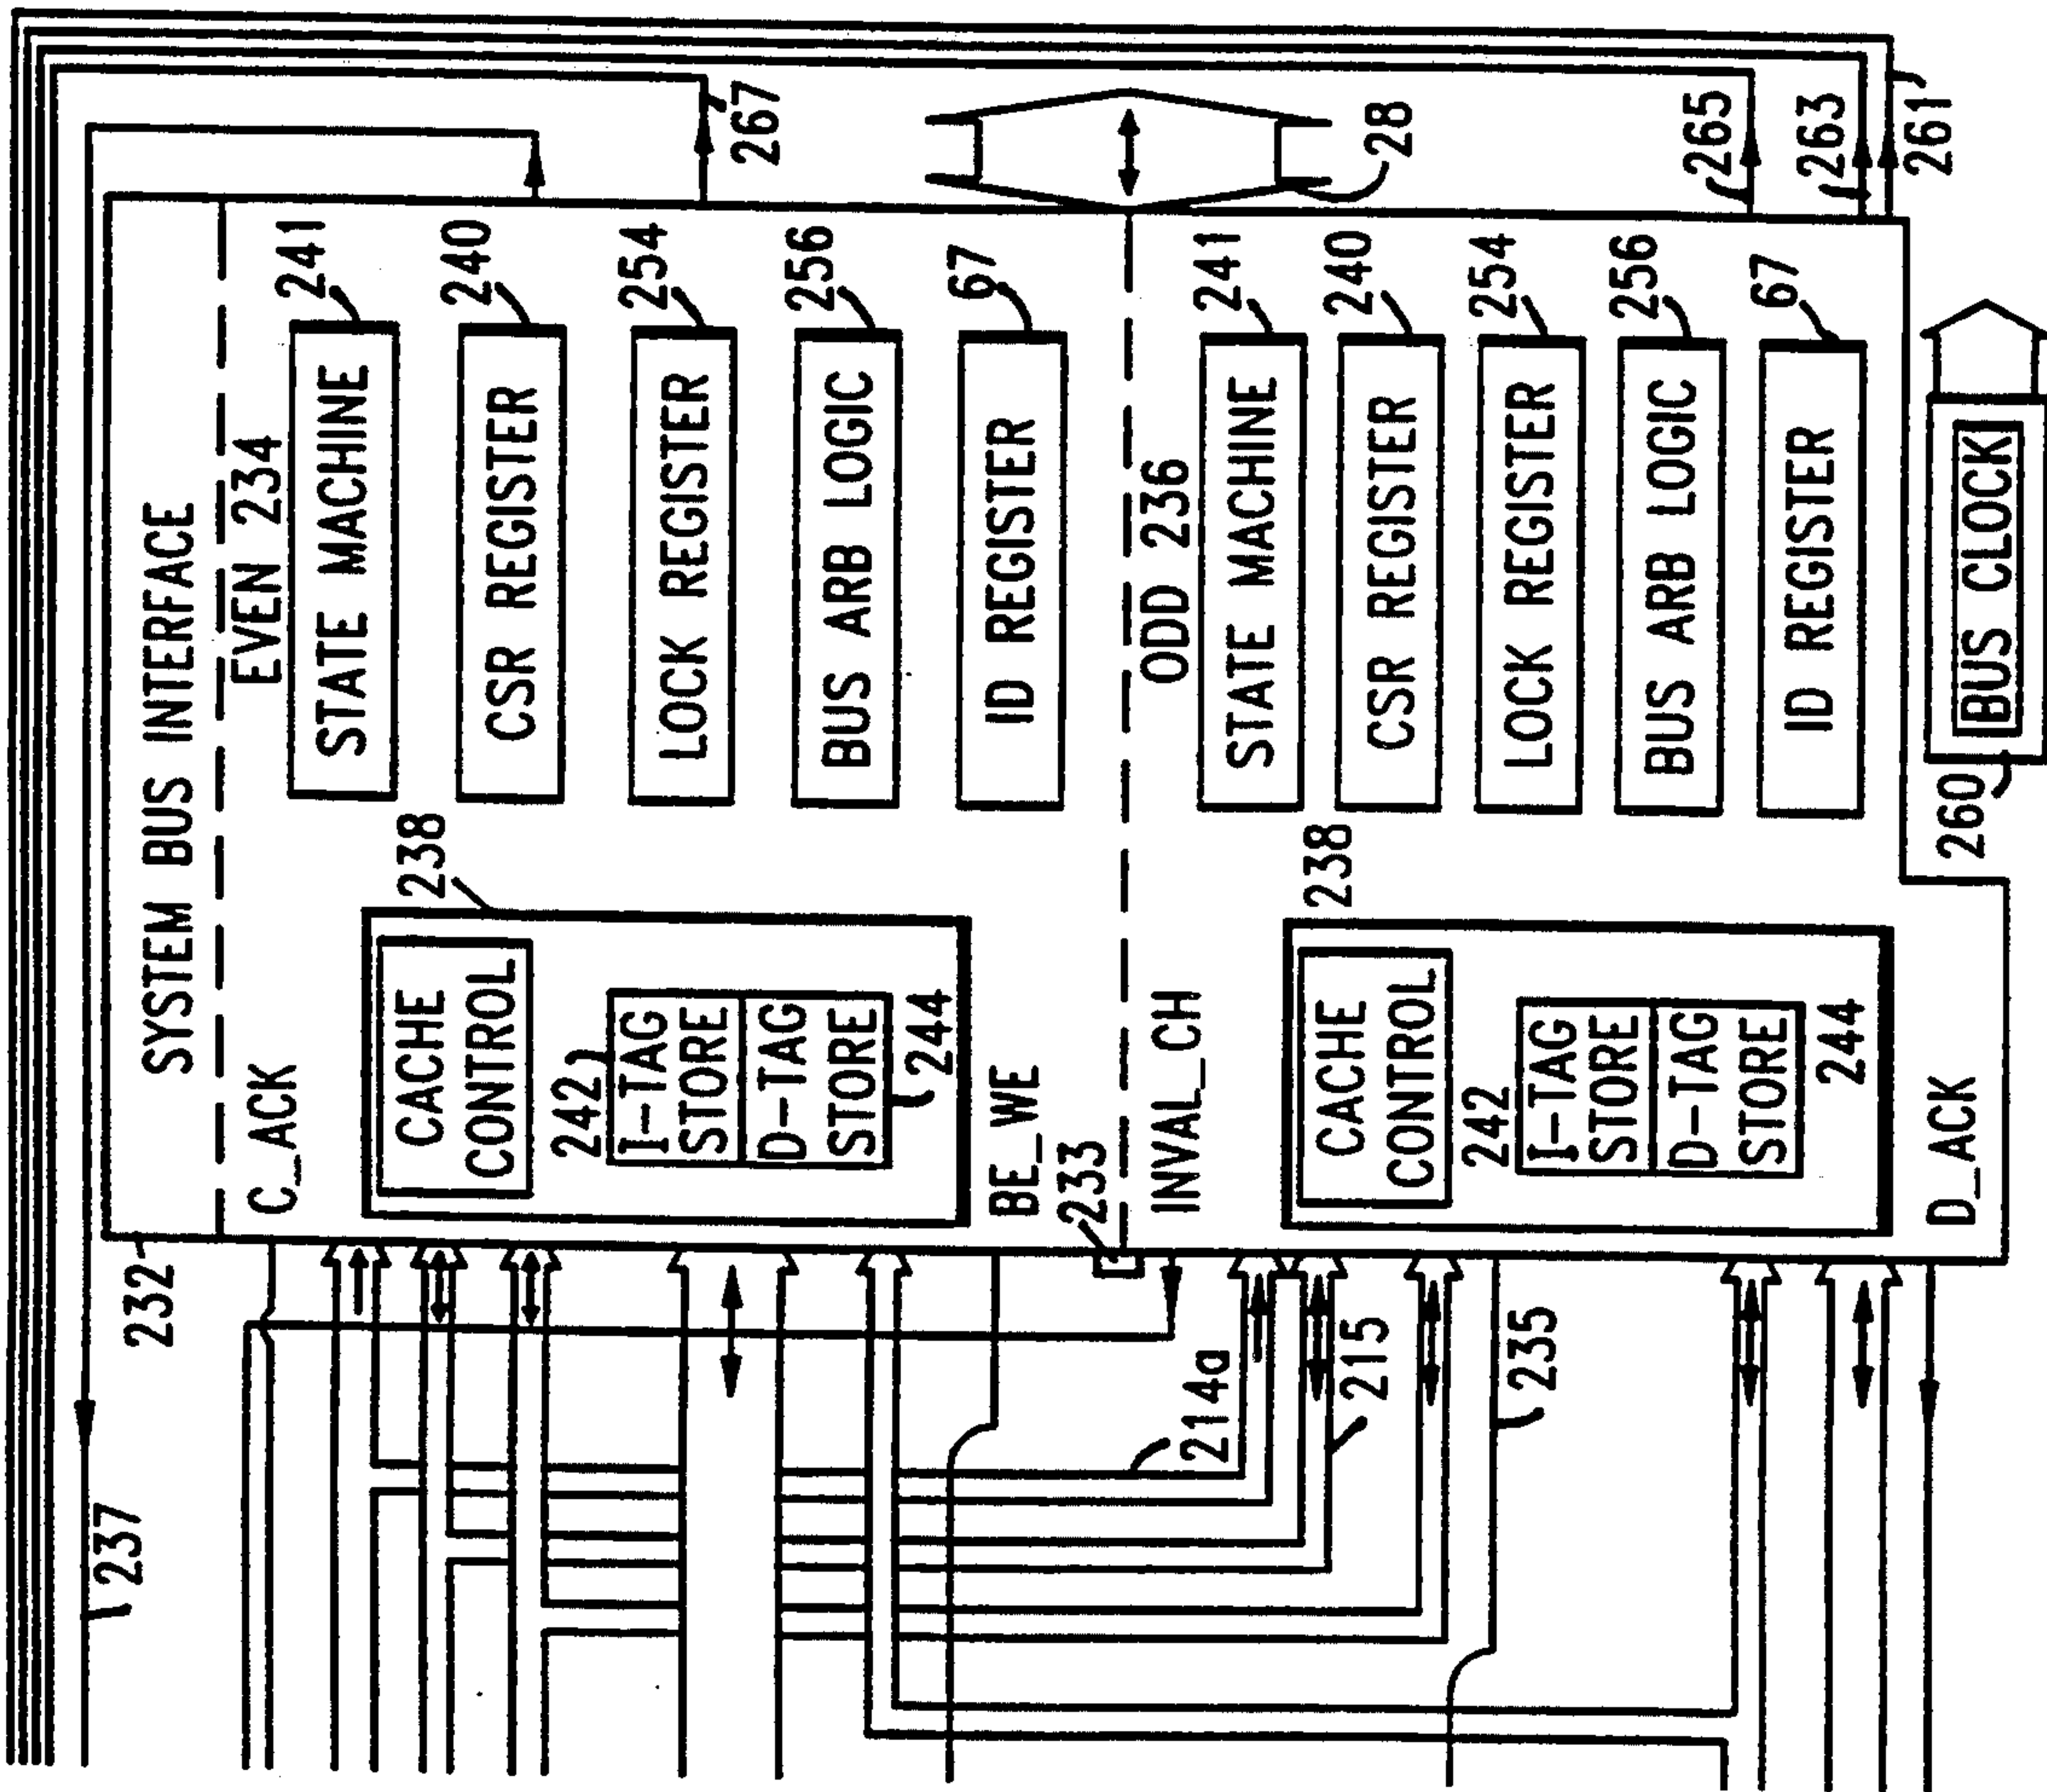 SYSTEM BUS INTERFACE
232
237
C_ACK
EVEN 234
238
CACHE
CONTROL
242
I-TAG
STORE
D-TAG
STORE
244
BE_WE
233
STATE MACHINE
241
CSR REGISTER
240
LOCK REGISTER
254
BUS ARB LOGIC
256
ID REGISTER
67
267
28
INVAL_CH
ODD 236
238
CACHE
CONTROL
242
I-TAG
STORE
D-TAG
STORE
244
D_ACK
214a
215
235
STATE MACHINE
241
CSR REGISTER
240
LOCK REGISTER
254
BUS ARB LOGIC
256
ID REGISTER
67
265
263
261
260
BUS CLOCK